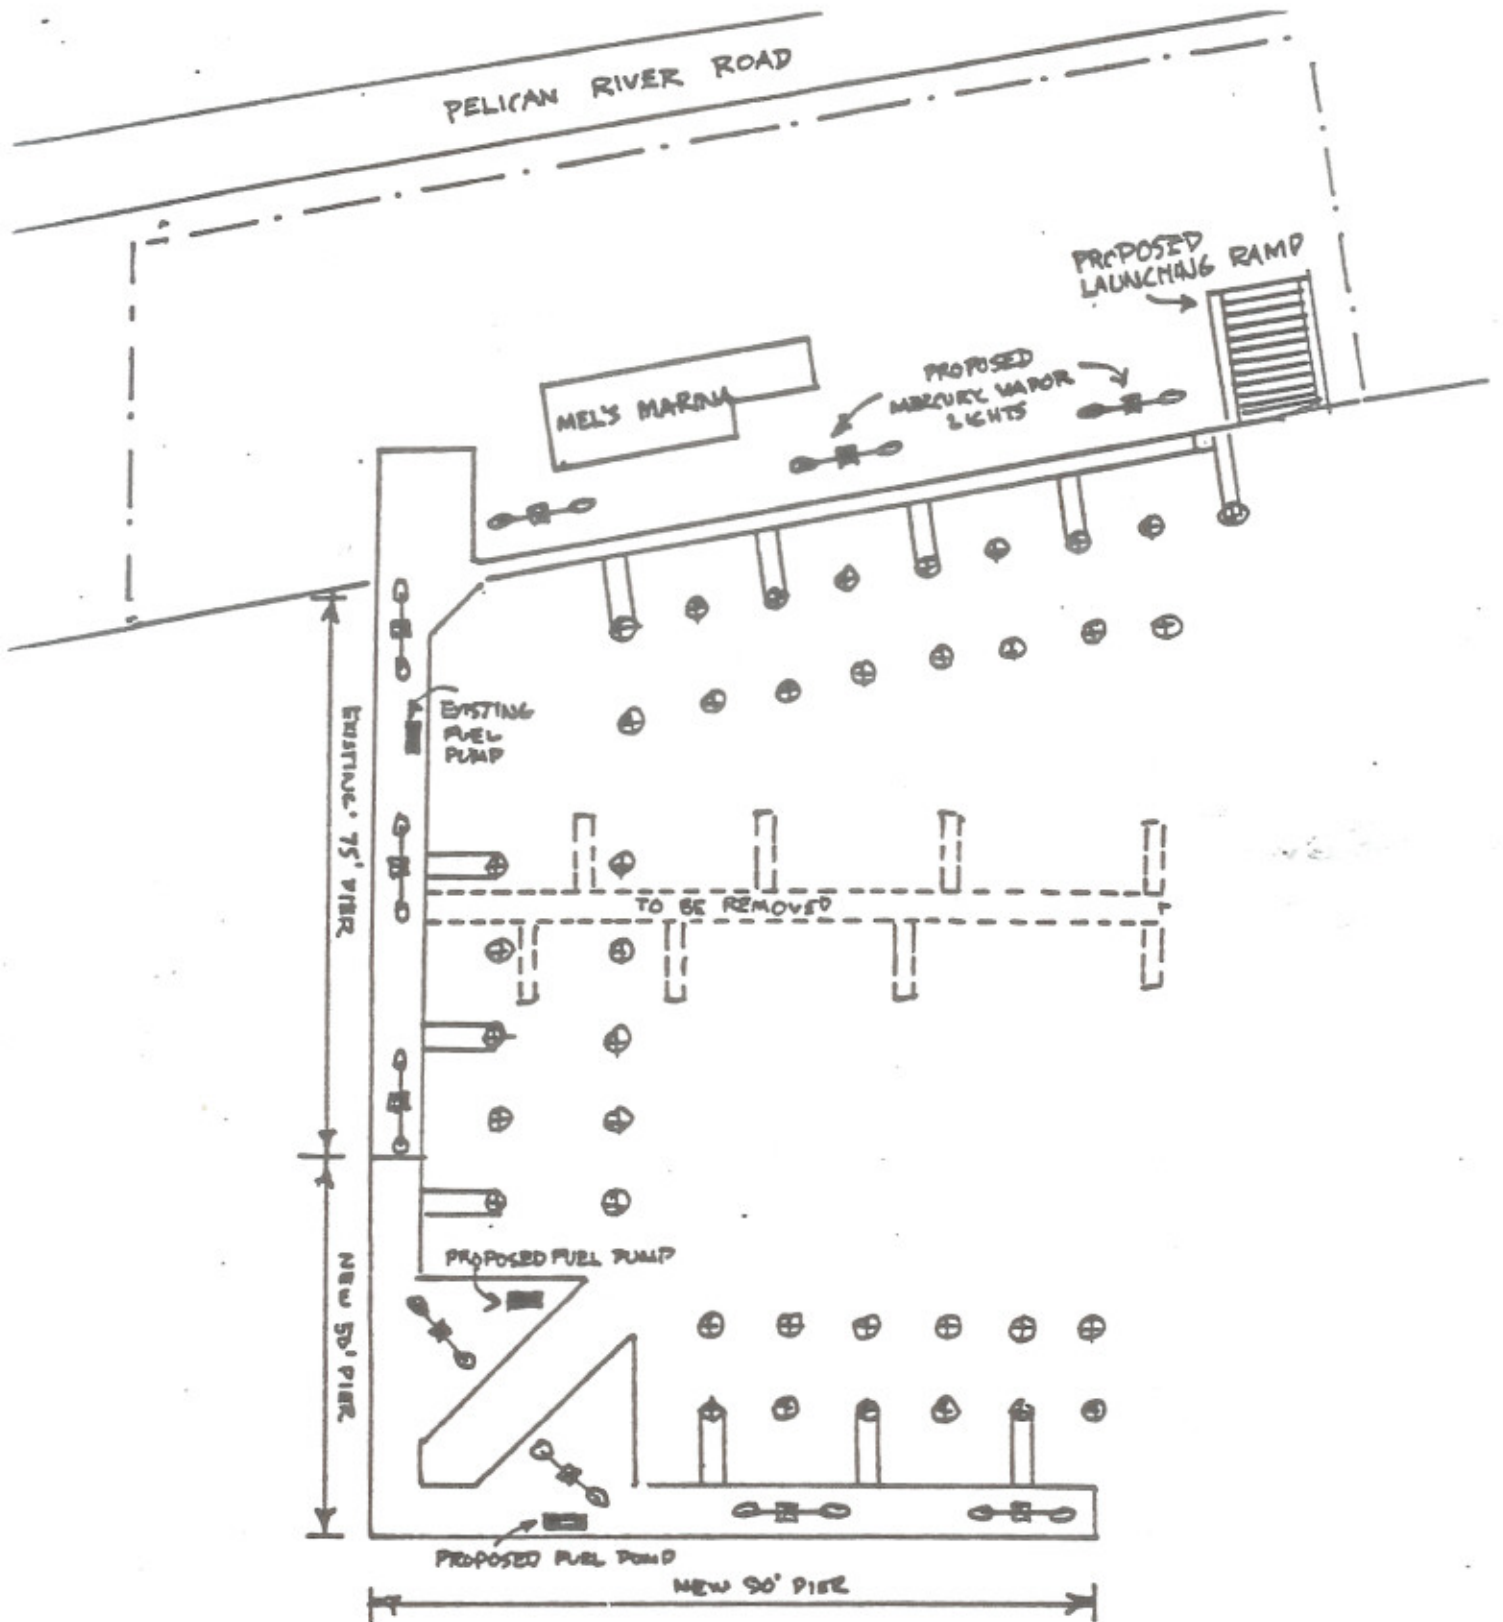 PELICAN RIVER ROAD
PROPOSED
LAUNCHING RAMP
PROPOSED
MERCURY VAPOR
LIGHTS
MEL'S MARINA
EXISTING
FUEL
PUMP
EXISTING 75' PIER
TO BE REMOVED
PROPOSED FUEL PUMP
NEW 50' PIER
PROPOSED FUEL PUMP
NEW 90' PIER